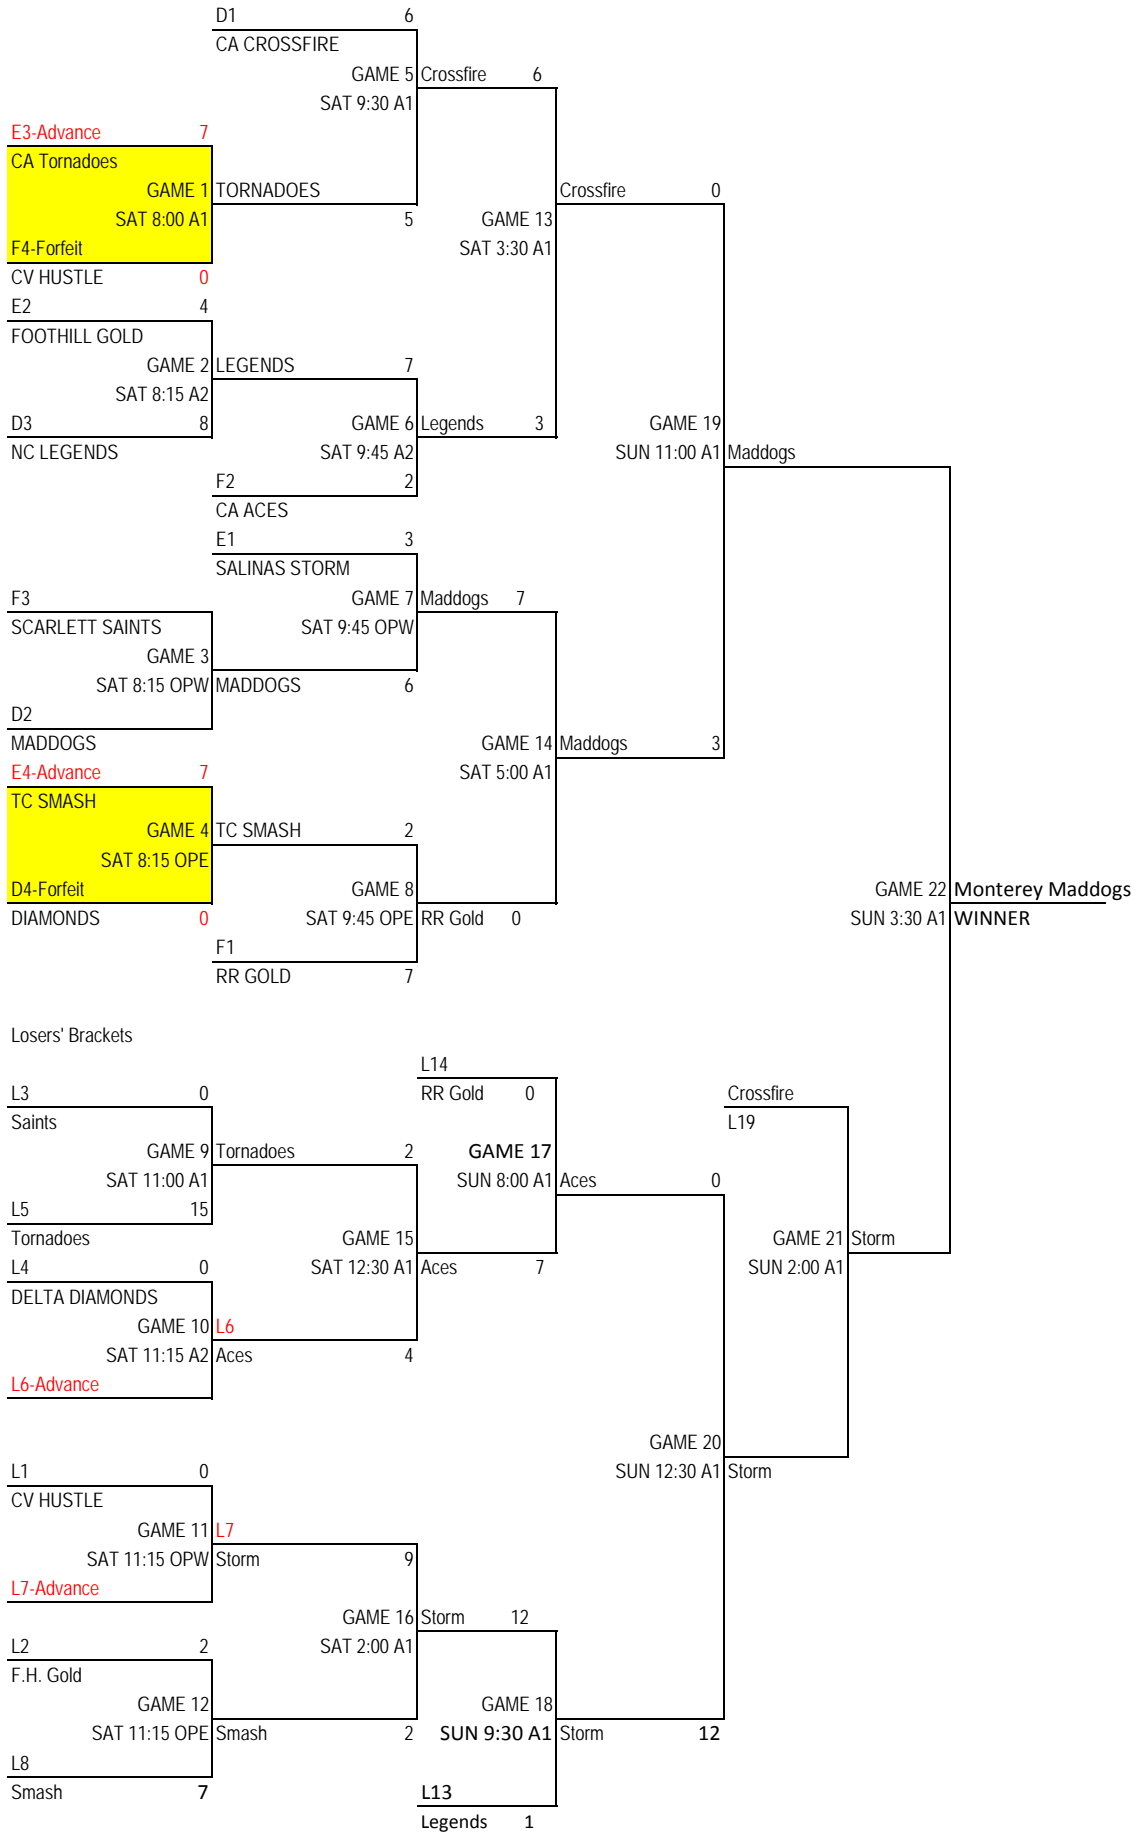 D1 6
CA CROSSFIRE
GAME 5 Crossfire 6
SAT 9:30 A1
E3-Advance 7
CA Tornadoes
GAME 1 TORNADOES Crossfire 0
SAT 8:00 A1 5 GAME 13
F4-Forfeit SAT 3:30 A1
CV HUSTLE 0
E2 4
FOOTHILL GOLD
GAME 2 LEGENDS 7
SAT 8:15 A2
D3 8 GAME 6 Legends 3 GAME 19
NC LEGENDS SAT 9:45 A2 SUN 11:00 A1 Maddogs
F2 2
CA ACES
E1 3
SALINAS STORM
F3 GAME 7 Maddogs 7
SCARLETT SAINTS SAT 9:45 OPW
GAME 3
SAT 8:15 OPW MADDOGS 6
D2
MADDOGS GAME 14 Maddogs 3
E4-Advance 7 SAT 5:00 A1
TC SMASH
GAME 4 TC SMASH 2
SAT 8:15 OPE
D4-Forfeit GAME 8 GAME 22 Monterey Maddogs
DIAMONDS 0 SAT 9:45 OPE RR Gold 0 SUN 3:30 A1 WINNER
F1
RR GOLD 7
Losers' Brackets
L14
L3 0 RR Gold 0 Crossfire
Saints L19
GAME 9 Tornadoes 2 GAME 17
SAT 11:00 A1 SUN 8:00 A1 Aces 0
L5 15
Tornadoes GAME 15 GAME 21 Storm
L4 0 SAT 12:30 A1 Aces 7 SUN 2:00 A1
DELTA DIAMONDS
GAME 10 L6
SAT 11:15 A2 Aces 4
L6-Advance
GAME 20
L1 0 SUN 12:30 A1 Storm
CV HUSTLE
GAME 11 L7
SAT 11:15 OPW Storm 9
L7-Advance
GAME 16 Storm 12
L2 2 SAT 2:00 A1
F.H. Gold
GAME 12 GAME 18
SAT 11:15 OPE Smash 2 SUN 9:30 A1 Storm 12
L8
Smash 7 L13
Legends 1